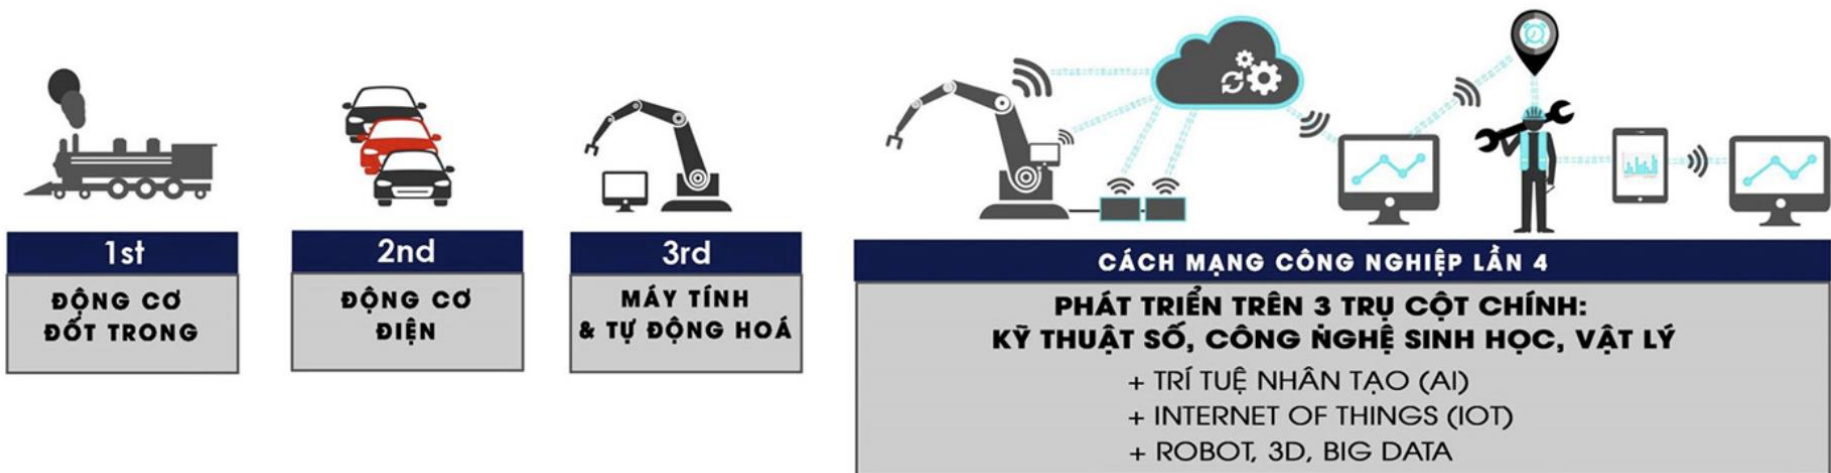 1st
ĐỘNG CƠ
ĐỐT TRONG
2nd
ĐỘNG CƠ
ĐIỆN
3rd
MÁY TÍNH
& TỰ ĐỘNG HOÁ
CÁCH MẠNG CÔNG NGHIỆP LẦN 4
PHÁT TRIỂN TRÊN 3 TRỤ CỘT CHÍNH:
KỸ THUẬT SỐ, CÔNG NGHỆ SINH HỌC, VẬT LÝ
+ TRÍ TUỆ NHÂN TẠO (AI)
+ INTERNET OF THINGS (IOT)
+ ROBOT, 3D, BIG DATA